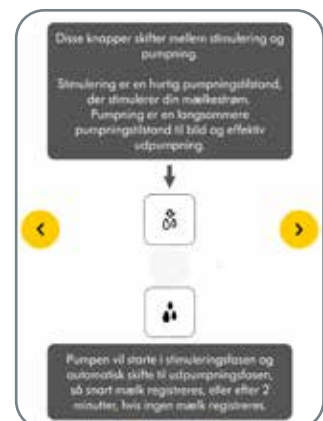 Disse knapper skifter mellem stimulering og
pumpning.
Stimulering er en hurtig pumpningstilstand,
der stimulerer din mælkestrøm.
Pumpning er en langsommere
pumpningstilstand til blid og effektiv
udpumpning.
Pumpen vil starte i stimuleringsfasen og
automatisk skifte til udpumpningsfasen,
så snart mælk registreres, eller efter 2
minutter, hvis ingen mælk registreres.